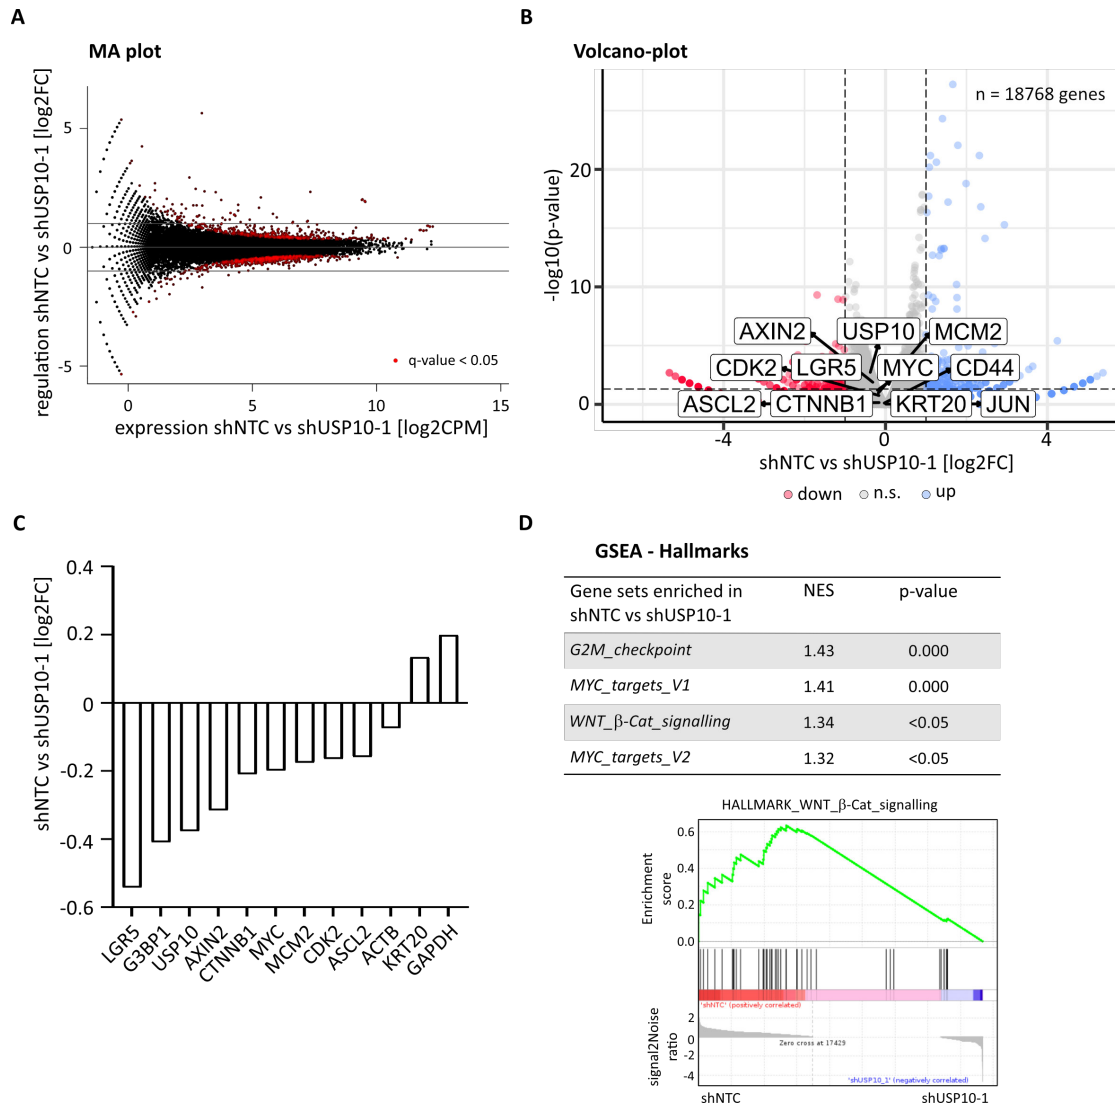 A
MA plot
regulation shNTC vs shUSP10-1 [log2FC]
5
0
-5
q-value < 0.05
0
5
10
15
expression shNTC vs shUSP10-1 [log2CPM]
B
Volcano-plot
n = 18768 genes
-log10(p-value)
20
10
0
AXIN2
USP10
MCM2
CDK2
LGR5
MYC
CD44
ASCL2
CTNNB1
KRT20
JUN
-4
0
4
shNTC vs shUSP10-1 [log2FC]
down
n.s.
up
C
shNTC vs shUSP10-1 [log2FC]
0.4
0.2
0
-0.2
-0.4
-0.6
LGR5
G3BP1
USP10
AXIN2
CTNNB1
MYC
MCM2
CDK2
ASCL2
ACTB
KRT20
GAPDH
D
GSEA - Hallmarks
Gene sets enriched in NES p-value
shNTC vs shUSP10-1
G2M_checkpoint 1.43 0.000
MYC_targets_V1 1.41 0.000
WNT_β-Cat_signalling 1.34 <0.05
MYC_targets_V2 1.32 <0.05
HALLMARK_WNT_β-Cat_signalling
Enrichment
score
0.6
0.4
0.2
0.0
'shNTC' (positively correlated)
signal2Noise
ratio
2
0
-2
-4
Zero cross at 17429
'shUSP10_1' (negatively correlated)
shNTC
shUSP10-1